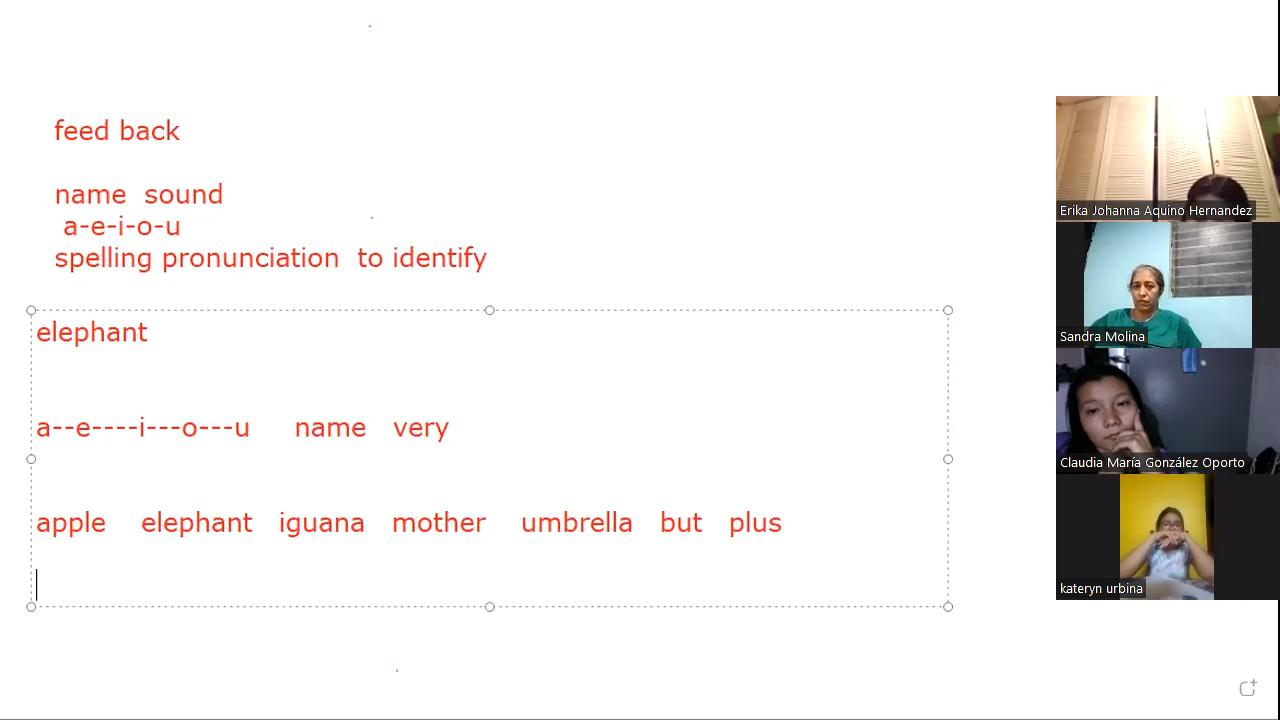 feed back
name sound
a-e-i-o-u
spelling pronunciation to identify
elephant
a--e----i---o---u name very
apple elephant iguana mother umbrella but plus
Erika Johanna Aquino Hernandez
Sandra Molina
Claudia María González Oporto
kateryn urbina